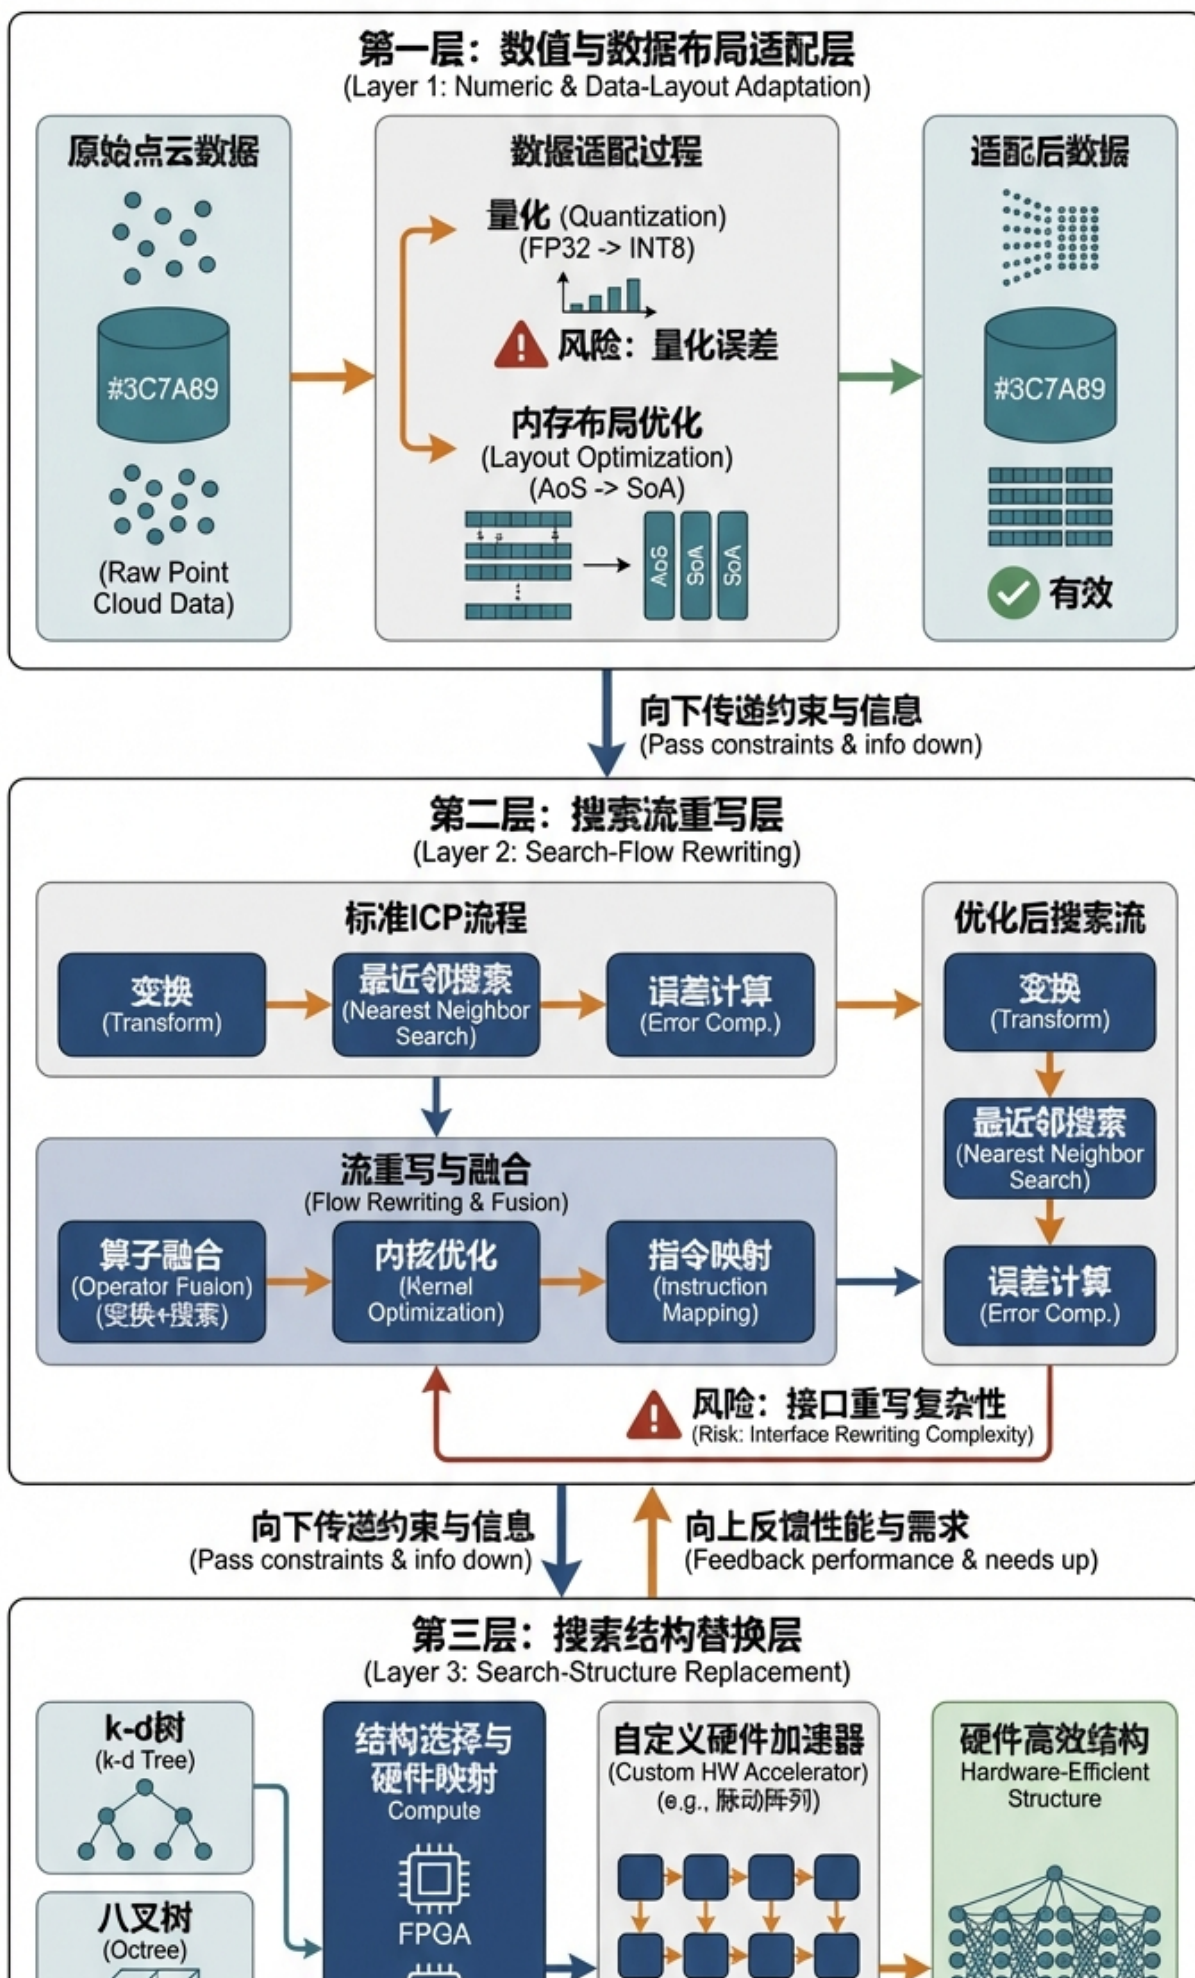 第一层：数值与数据布局适配层
(Layer 1: Numeric & Data-Layout Adaptation)
原始点云数据
#3C7A89
(Raw Point
Cloud Data)
数据适配过程
量化 (Quantization)
(FP32 -> INT8)
风险：量化误差
内存布局优化
(Layout Optimization)
(AoS -> SoA)
SoA
适配后数据
#3C7A89
有效
向下传递约束与信息
(Pass constraints & info down)
第二层：搜索流重写层
(Layer 2: Search-Flow Rewriting)
标准ICP流程
变换
(Transform)
最近邻搜索
(Nearest Neighbor
Search)
误差计算
(Error Comp.)
流重写与融合
(Flow Rewriting & Fusion)
算子融合
(Operator Fusion)
(变换+搜索)
内核优化
(Kernel
Optimization)
指令映射
(Instruction
Mapping)
优化后搜索流
变换
(Transform)
最近邻搜索
(Nearest Neighbor
Search)
误差计算
(Error Comp.)
风险：接口重写复杂性
(Risk: Interface Rewriting Complexity)
向下传递约束与信息
(Pass constraints & info down)
向上反馈性能与需求
(Feedback performance & needs up)
第三层：搜索结构替换层
(Layer 3: Search-Structure Replacement)
k-d树
(k-d Tree)
八叉树
(Octree)
结构选择与
硬件映射
Compute
FPGA
自定义硬件加速器
(Custom HW Accelerator)
(e.g., 脉动阵列)
硬件高效结构
Hardware-Efficient
Structure